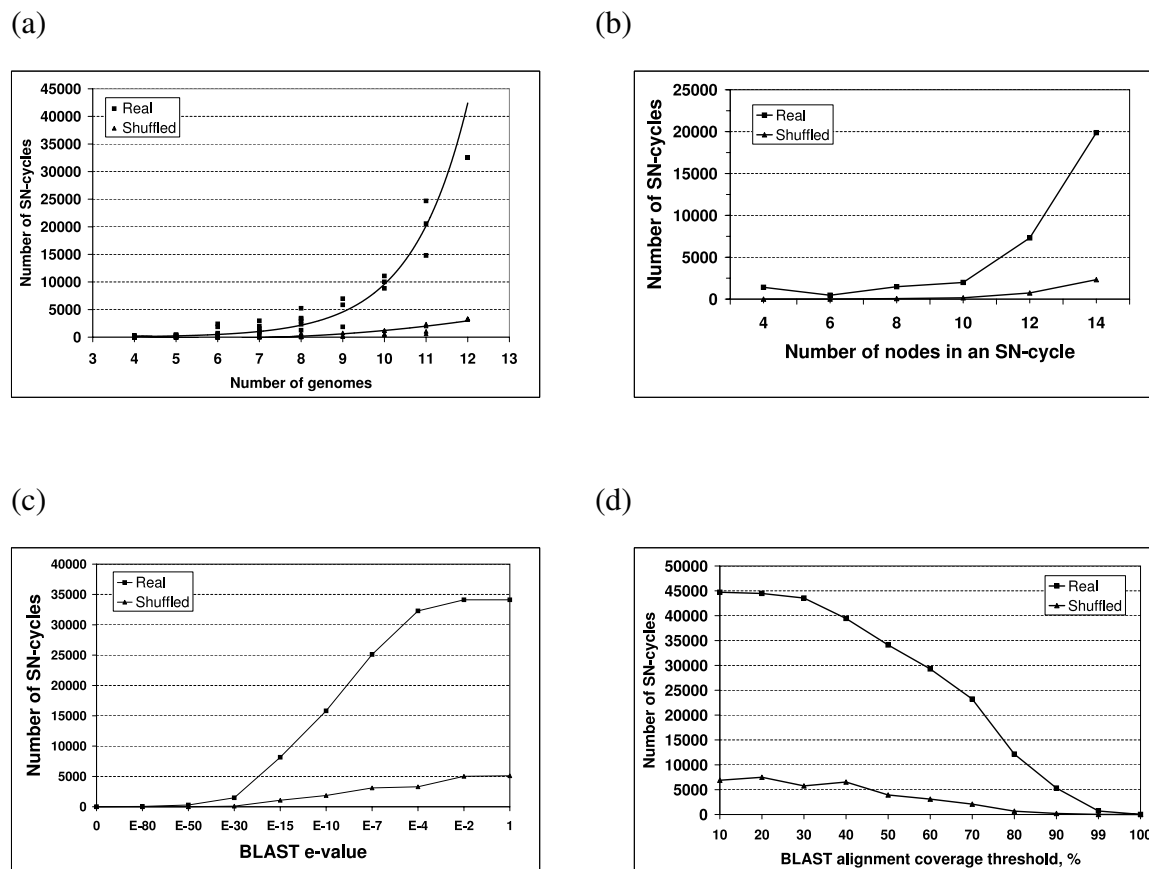 (a)
45000
40000
35000
30000
25000
20000
15000
10000
5000
0
Number of SN-cycles
Real
Shuffled
3 4 5 6 7 8 9 10 11 12 13
Number of genomes
(b)
25000
20000
15000
10000
5000
0
Number of SN-cycles
Real
Shuffled
4 6 8 10 12 14
Number of nodes in an SN-cycle
(c)
40000
35000
30000
25000
20000
15000
10000
5000
0
Number of SN-cycles
Real
Shuffled
0 E-80 E-50 E-30 E-15 E-10 E-7 E-4 E-2 1
BLAST e-value
(d)
50000
45000
40000
35000
30000
25000
20000
15000
10000
5000
0
Number of SN-cycles
Real
Shuffled
10 20 30 40 50 60 70 80 90 99 100
BLAST alignment coverage threshold, %